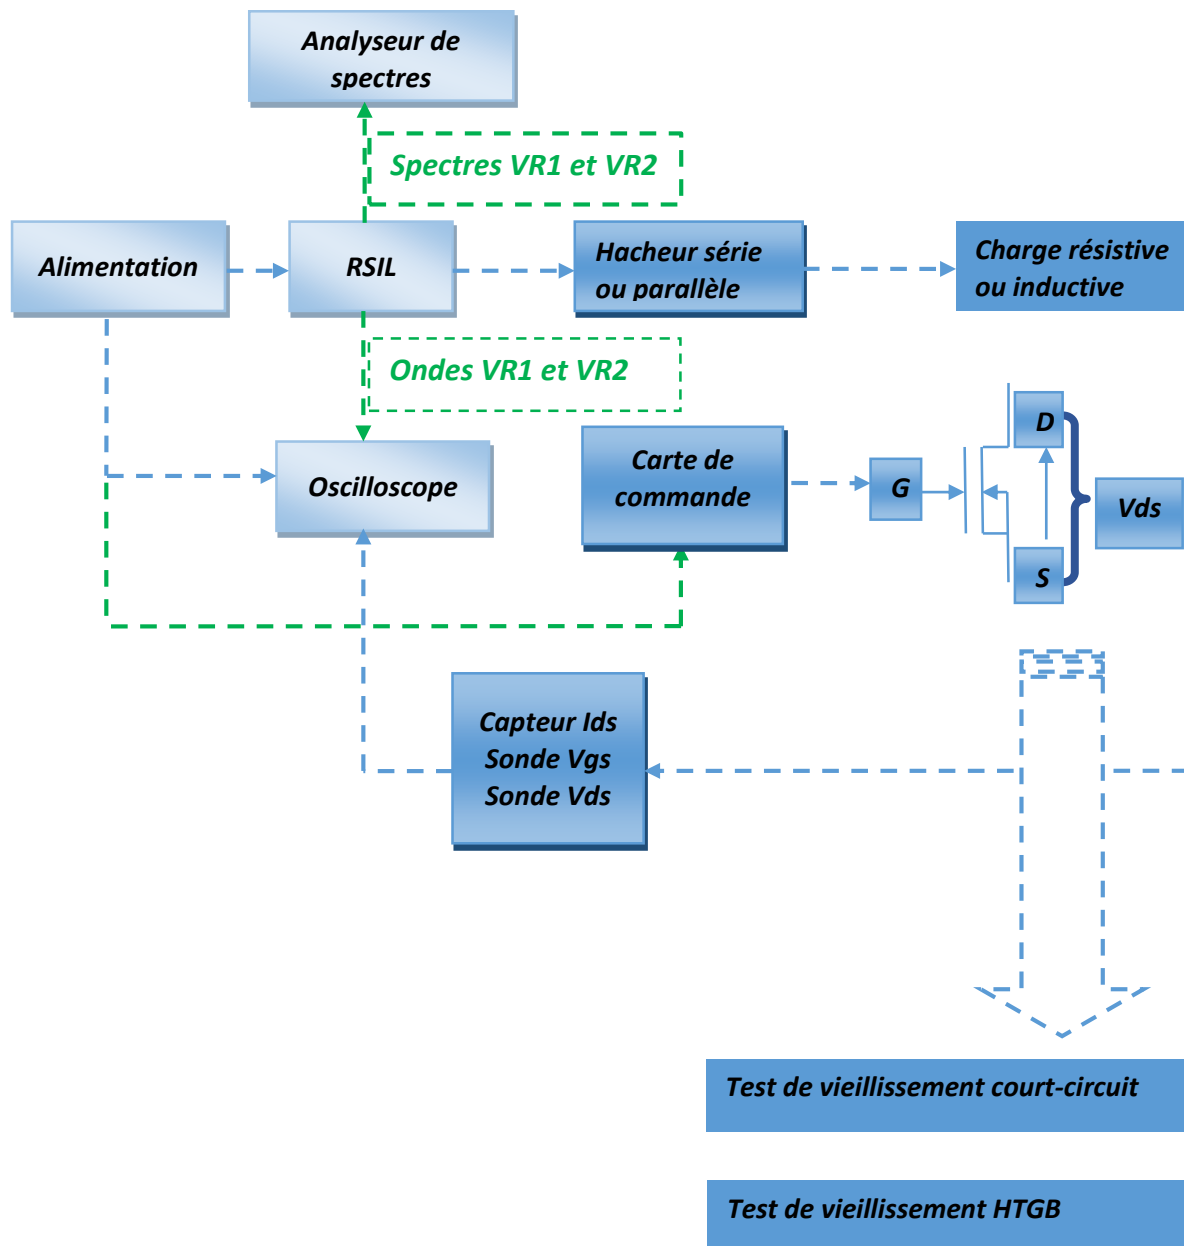 Analyseur de
spectres
Spectres VR1 et VR2
Alimentation
RSIL
Hacheur série
ou parallèle
Charge résistive
ou inductive
Ondes VR1 et VR2
Oscilloscope
Carte de
commande
G
D
S
Vds
Capteur Ids
Sonde Vgs
Sonde Vds
Test de vieillissement court-circuit
Test de vieillissement HTGB